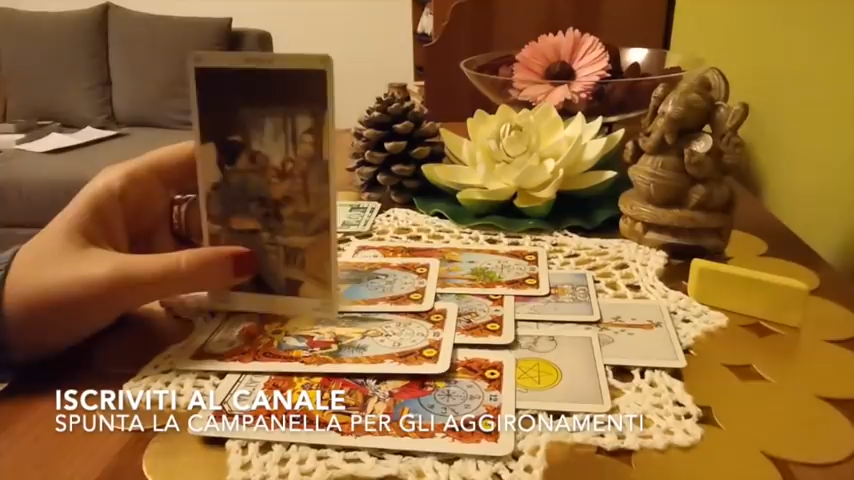 ISCRIVITI AL CANALE
SPUNTA LA CAMPANELLA PER GLI AGGIRONAMENTI